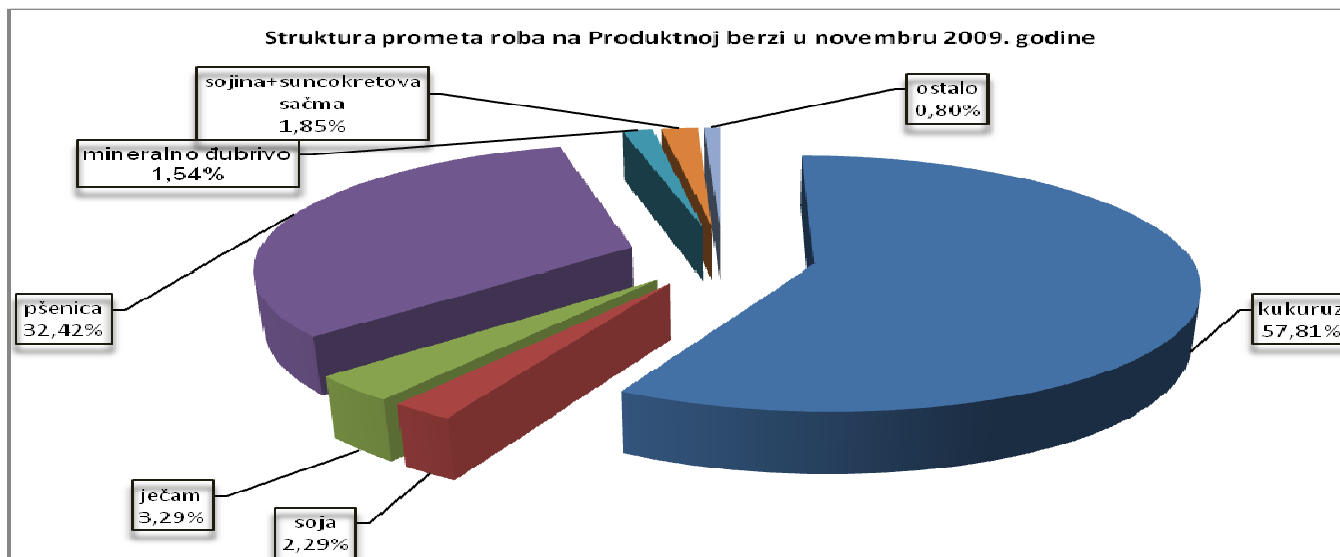 Struktura prometa roba na Produktnoj berzi u novembru 2009. godine
sojina+suncokretova
sačma
1,85%
ostalo
0,80%
mineralno đubrivo
1,54%
pšenica
32,42%
kukuruz
57,81%
ječam
3,29%
soja
2,29%